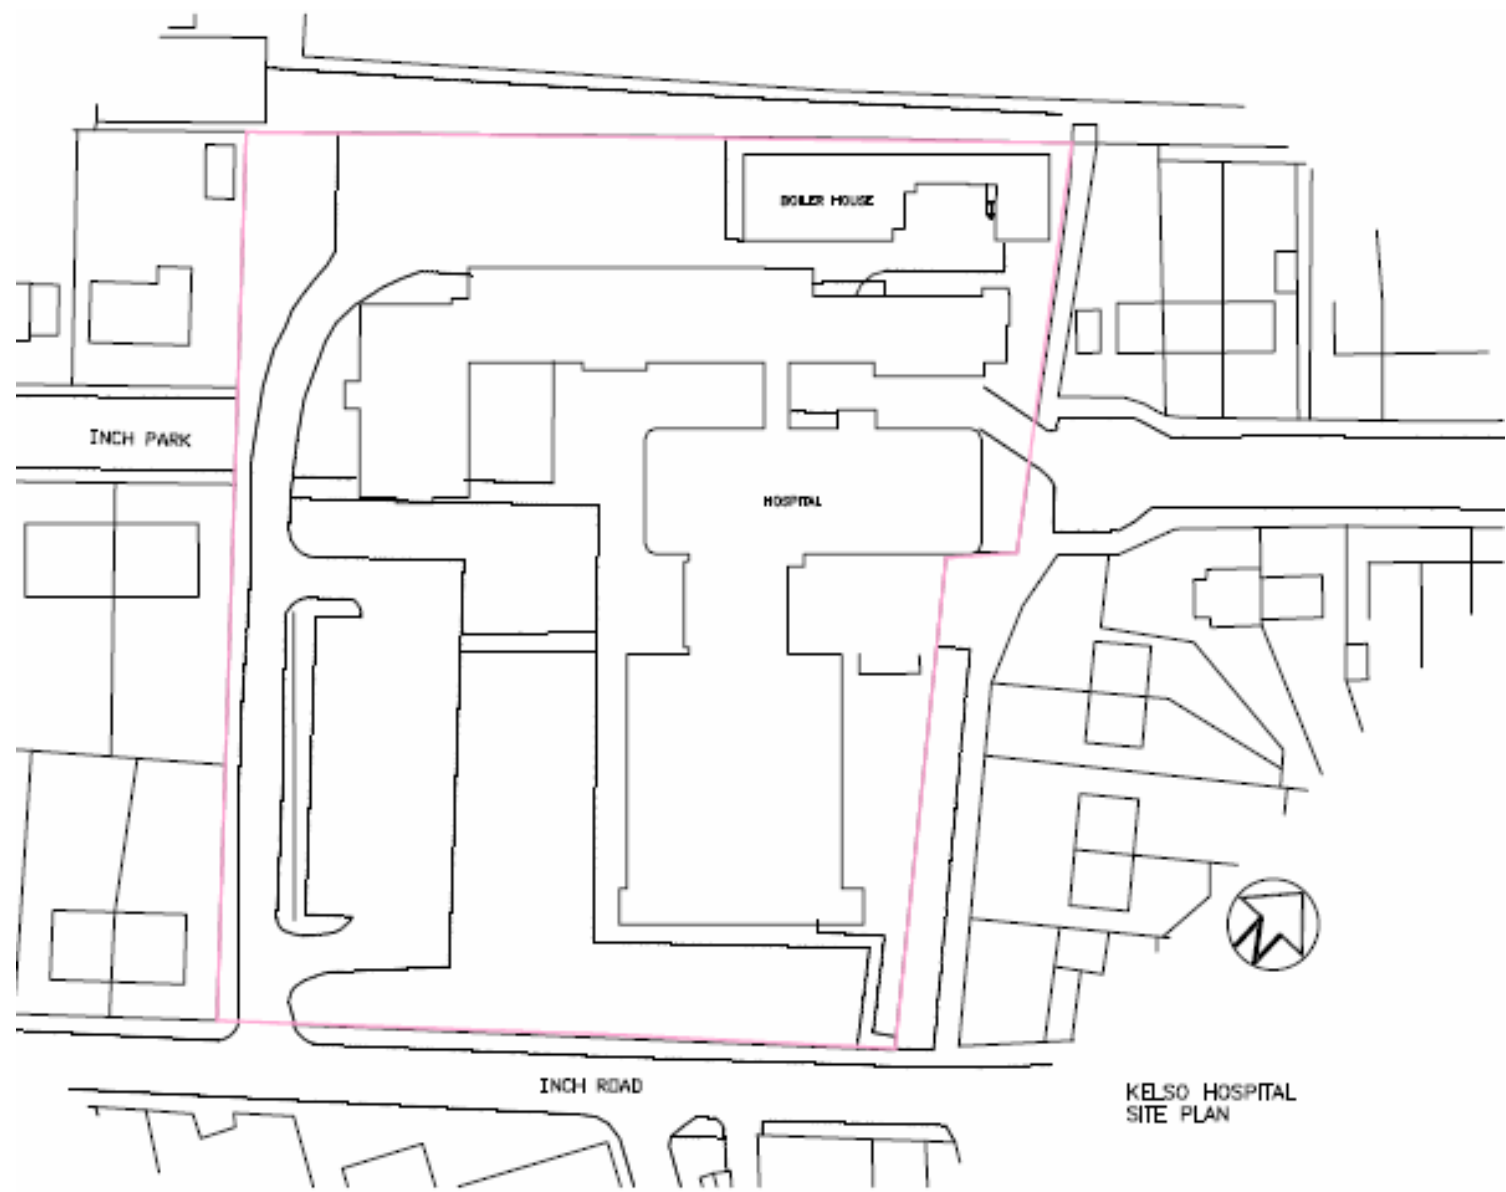 BOILER HOUSE
INCH PARK
HOSPITAL
N
INCH ROAD
KELSO HOSPITAL
SITE PLAN